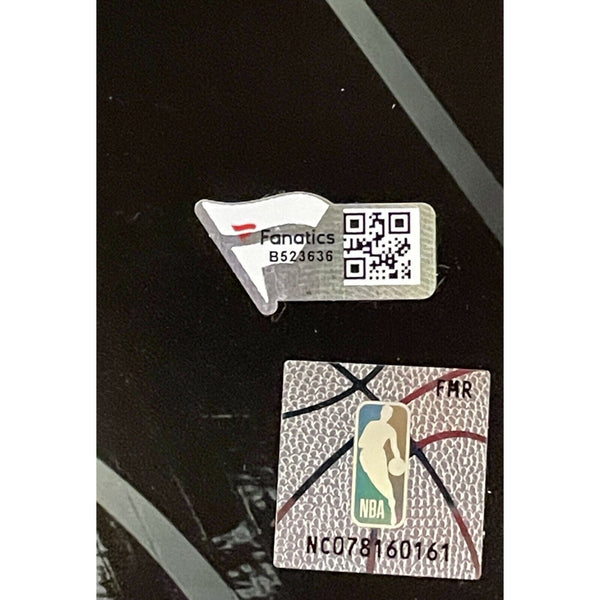 Fanatics
B523636
FMR
NBA
NC078160161